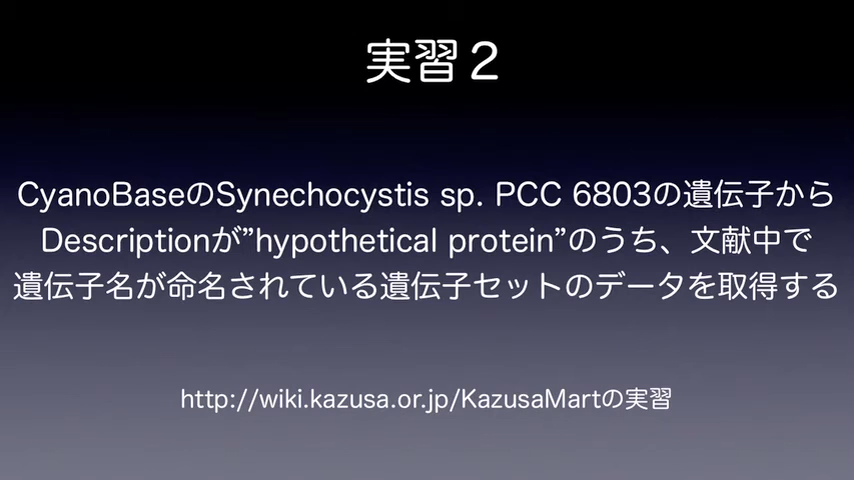 実習２
CyanoBaseのSynechocystis sp. PCC 6803の遺伝子から
Descriptionが”hypothetical protein”のうち、文献中で
遺伝子名が命名されている遺伝子セットのデータを取得する
http://wiki.kazusa.or.jp/KazusaMartの実習